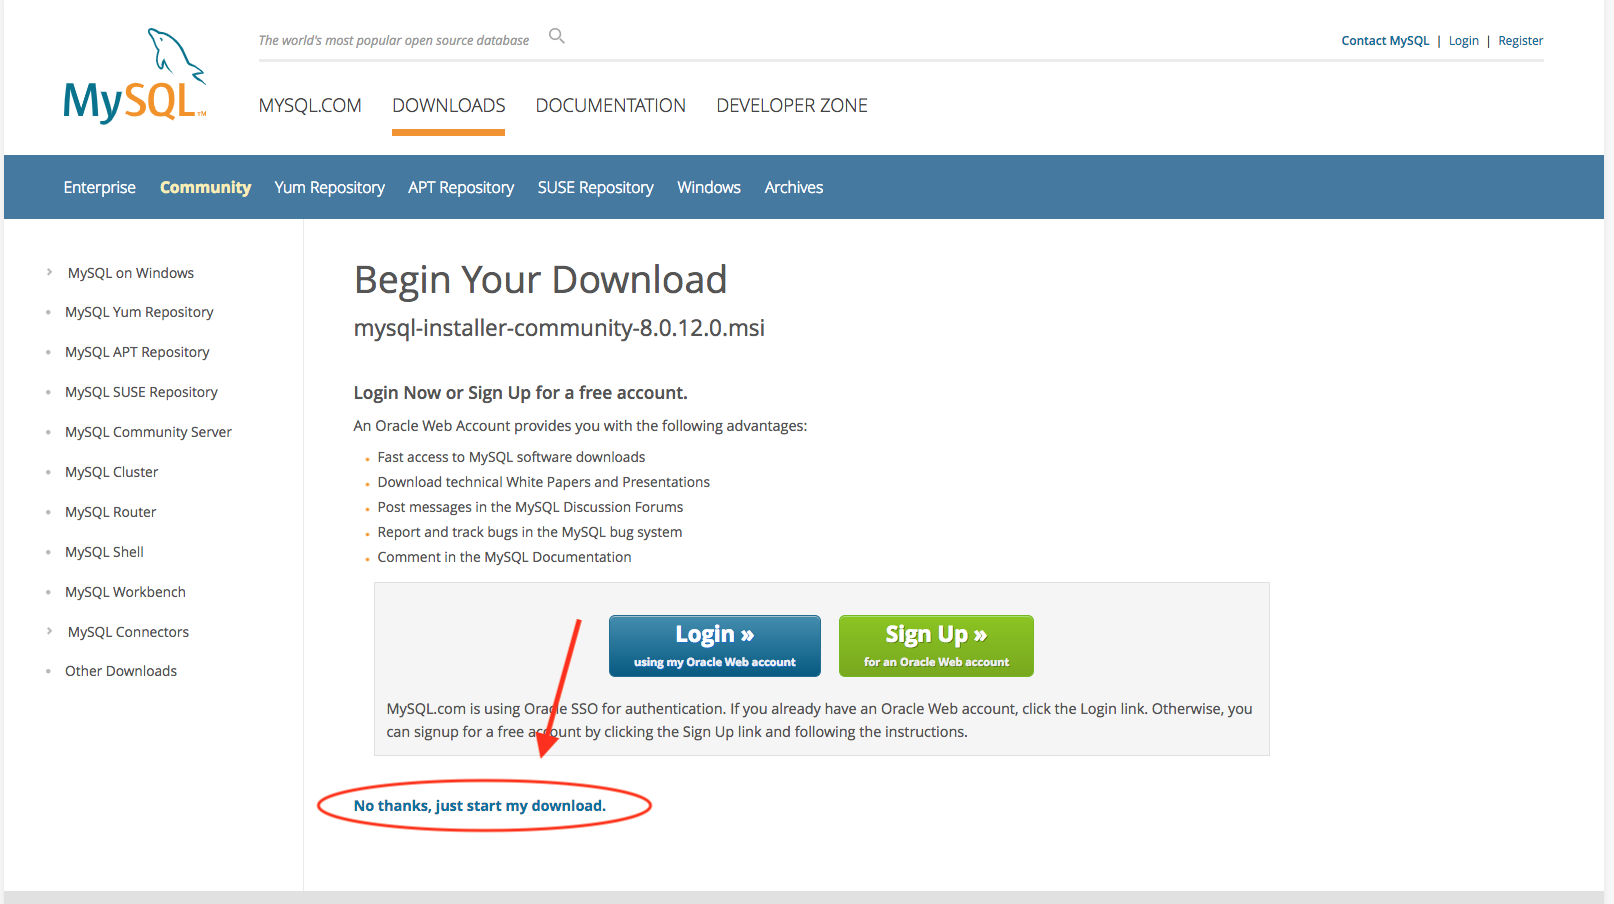 The world's most popular open source database
Contact MySQL | Login | Register
MySQL™
MYSQL.COM DOWNLOADS DOCUMENTATION DEVELOPER ZONE
Enterprise Community Yum Repository APT Repository SUSE Repository Windows Archives
MySQL on Windows
MySQL Yum Repository
MySQL APT Repository
MySQL SUSE Repository
MySQL Community Server
MySQL Cluster
MySQL Router
MySQL Shell
MySQL Workbench
MySQL Connectors
Other Downloads
Begin Your Download
mysql-installer-community-8.0.12.0.msi
Login Now or Sign Up for a free account.
An Oracle Web Account provides you with the following advantages:
Fast access to MySQL software downloads
Download technical White Papers and Presentations
Post messages in the MySQL Discussion Forums
Report and track bugs in the MySQL bug system
Comment in the MySQL Documentation
Login »
using my Oracle Web account
Sign Up »
for an Oracle Web account
MySQL.com is using Oracle SSO for authentication. If you already have an Oracle Web account, click the Login link. Otherwise, you
can signup for a free account by clicking the Sign Up link and following the instructions.
No thanks, just start my download.